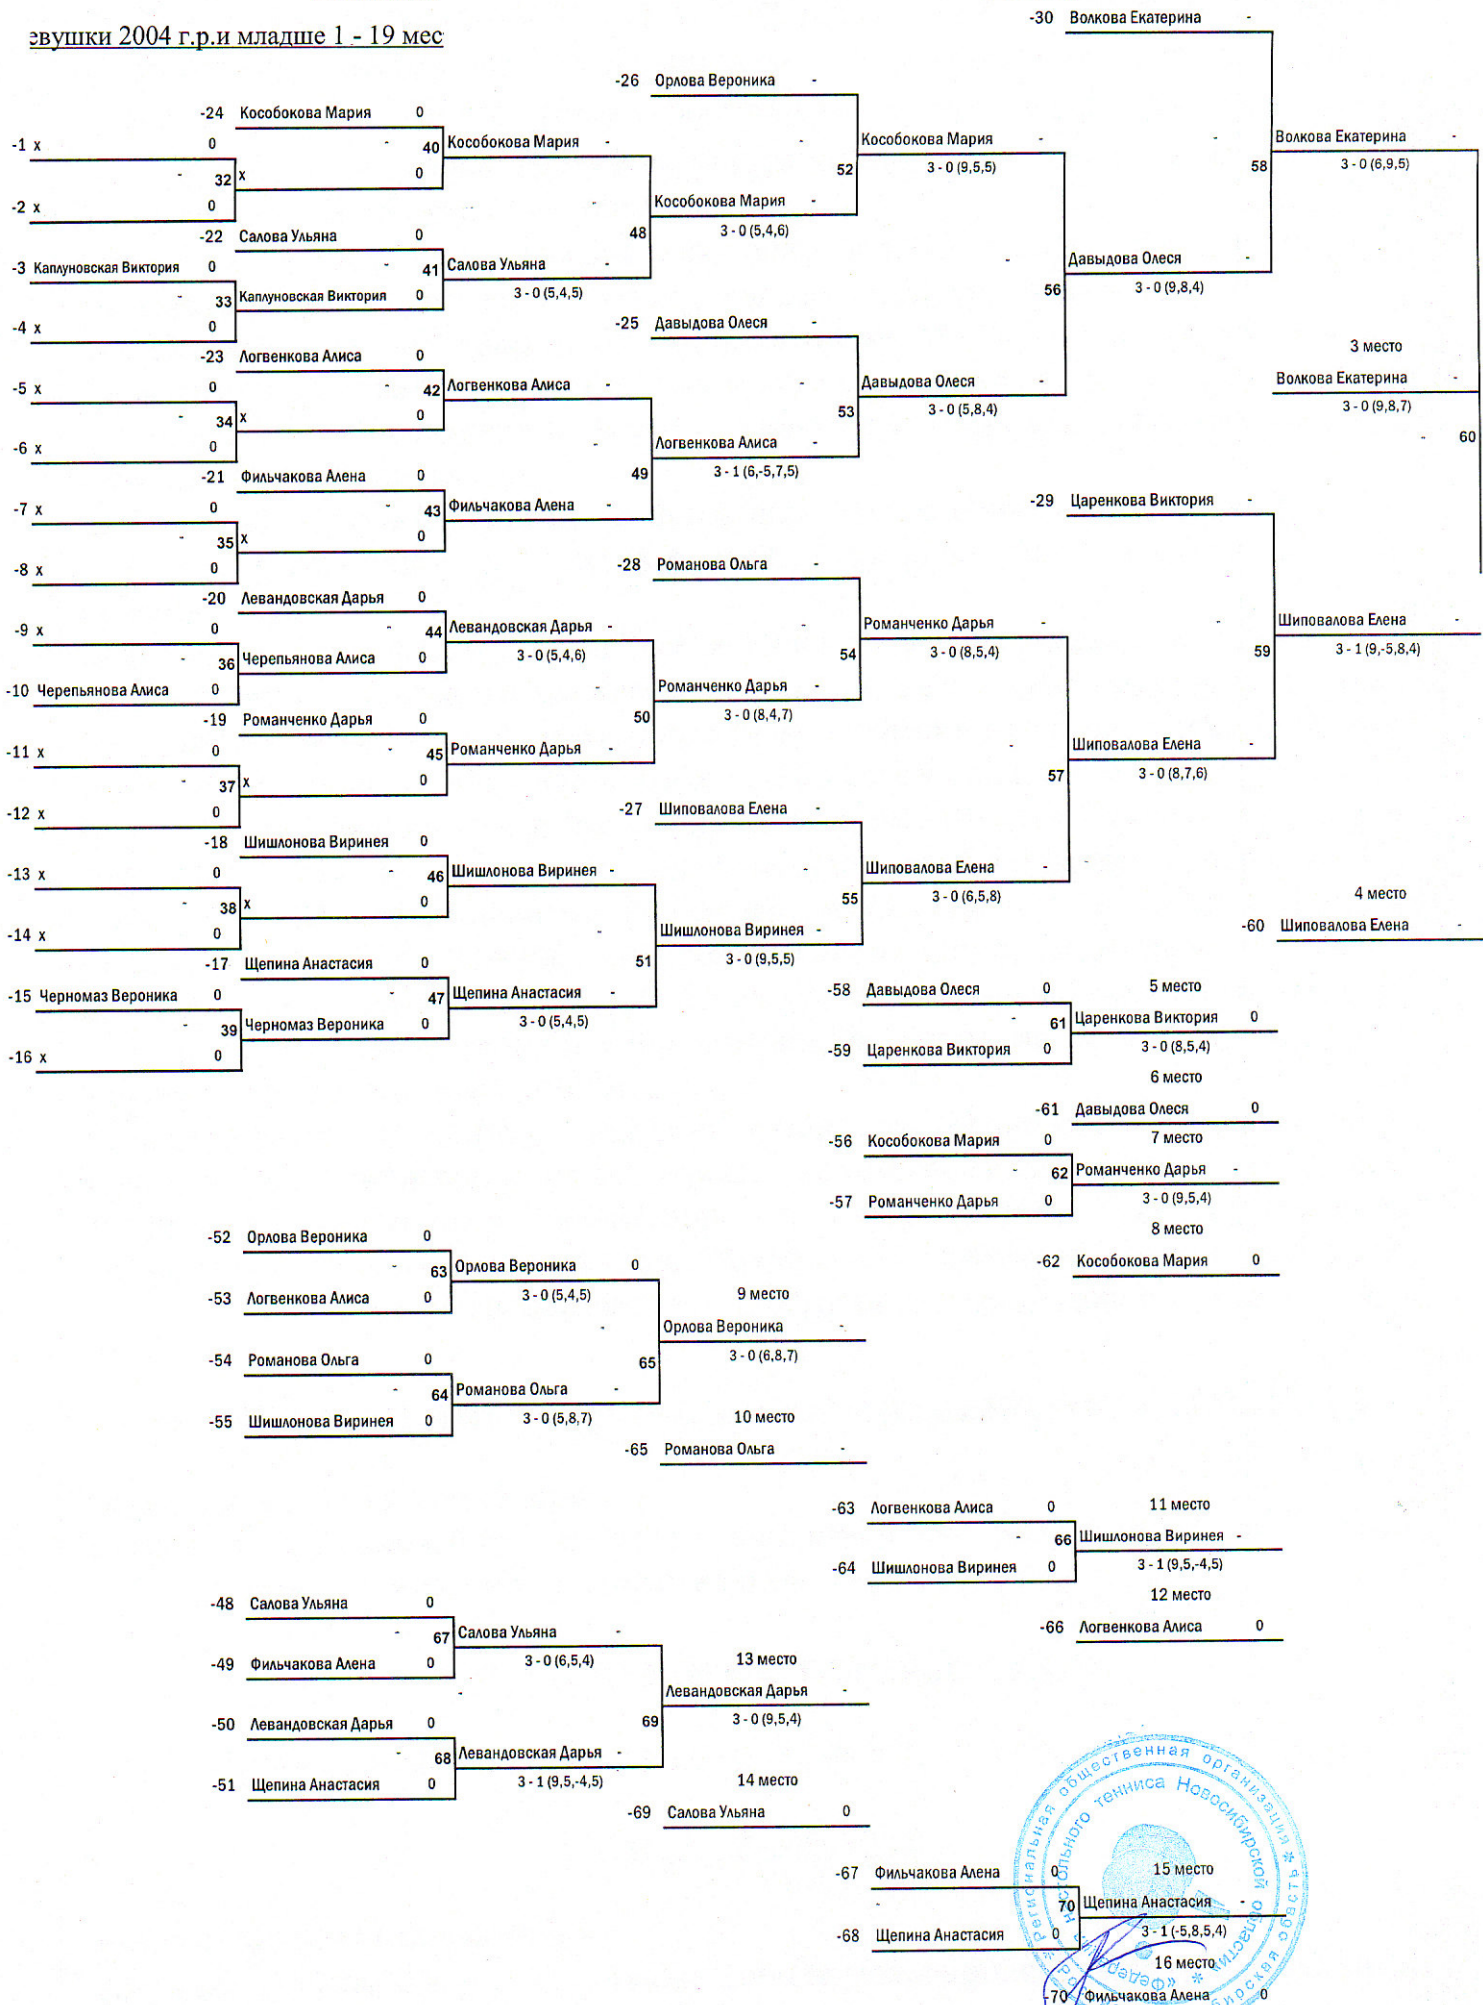 евушки 2004 г.р.и младше 1 - 19 мес
-30 Волкова Екатерина -
-26 Орлова Вероника -
-24 Кособокова Мария 0
-1 x 0
- 40 Кособокова Мария -
- 52 Кособокова Мария -
3 - 0 (9,5,5)
- 58 Волкова Екатерина -
3 - 0 (6,9,5)
- 32 x 0
-2 x 0
Кособокова Мария -
3 - 0 (5,4,6)
-22 Салова Ульяна 0
- 48
-3 Каплуновская Виктория 0
- 41 Салова Ульяна -
3 - 0 (5,4,5)
Давыдова Олеся -
3 - 0 (9,8,4)
- 33 Каплуновская Виктория 0
- 56
-4 x 0
-25 Давыдова Олеся -
-23 Логвенкова Алиса 0
3 место
-5 x 0
- 42 Логвенкова Алиса -
- 53 Давыдова Олеся -
3 - 0 (5,8,4)
Волкова Екатерина -
3 - 0 (9,8,7)
- 34 x 0
- 60
-6 x 0
Логвенкова Алиса -
3 - 1 (6,-5,7,5)
-21 Фильчакова Алена 0
- 49
-7 x 0
- 43 Фильчакова Алена -
-29 Царенкова Виктория -
- 35 x 0
-8 x 0
-28 Романова Ольга -
-20 Левандовская Дарья 0
-9 x 0
- 44 Левандовская Дарья -
3 - 0 (5,4,6)
- 54 Романченко Дарья -
3 - 0 (8,5,4)
59 Шиповалова Елена -
3 - 1 (9,-5,8,4)
- 36 Черепьянова Алиса 0
-10 Черепьянова Алиса 0
Романченко Дарья -
3 - 0 (8,4,7)
-19 Романченко Дарья 0
- 50
-11 x 0
- 45 Романченко Дарья -
Шиповалова Елена -
3 - 0 (8,7,6)
- 37 x 0
- 57
-12 x 0
-27 Шиповалова Елена -
-18 Шишлонова Виринея 0
-13 x 0
- 46 Шишлонова Виринея -
- 55 Шиповалова Елена -
3 - 0 (6,5,8)
4 место
- 38 x 0
-14 x 0
Шишлонова Виринея -
3 - 0 (9,5,5)
-60 Шиповалова Елена -
-17 Щепина Анастасия 0
- 51
-15 Черномаз Вероника 0
- 47 Щепина Анастасия -
3 - 0 (5,4,5)
-58 Давыдова Олеся 0
5 место
- 39 Черномаз Вероника 0
- 61 Царенкова Виктория 0
3 - 0 (8,5,4)
-16 x 0
-59 Царенкова Виктория 0
6 место
-61 Давыдова Олеся 0
-56 Кособокова Мария 0
7 место
- 62 Романченко Дарья -
3 - 0 (9,5,4)
-57 Романченко Дарья 0
8 место
-62 Кособокова Мария 0
-52 Орлова Вероника 0
- 63 Орлова Вероника 0
3 - 0 (5,4,5)
-53 Логвенкова Алиса 0
9 место
- 65 Орлова Вероника -
3 - 0 (6,8,7)
-54 Романова Ольга 0
- 64 Романова Ольга -
3 - 0 (5,8,7)
-55 Шишлонова Виринея 0
10 место
-65 Романова Ольга -
-63 Логвенкова Алиса 0
11 место
- 66 Шишлонова Виринея -
3 - 1 (9,5,-4,5)
-64 Шишлонова Виринея 0
12 место
-66 Логвенкова Алиса 0
-48 Салова Ульяна 0
- 67 Салова Ульяна -
3 - 0 (6,5,4)
-49 Фильчакова Алена 0
13 место
- 69 Левандовская Дарья -
3 - 0 (9,5,4)
-50 Левандовская Дарья 0
- 68 Левандовская Дарья -
3 - 1 (9,5,-4,5)
-51 Щепина Анастасия 0
14 место
-69 Салова Ульяна 0
-67 Фильчакова Алена 0
15 место
- 70 Щепина Анастасия -
3 - 1 (-5,8,5,4)
-68 Щепина Анастасия 0
16 место
-70 Фильчакова Алена 0
Региональная общественная организация *
настольного тенниса Новосибирской области» * «Федерация
область